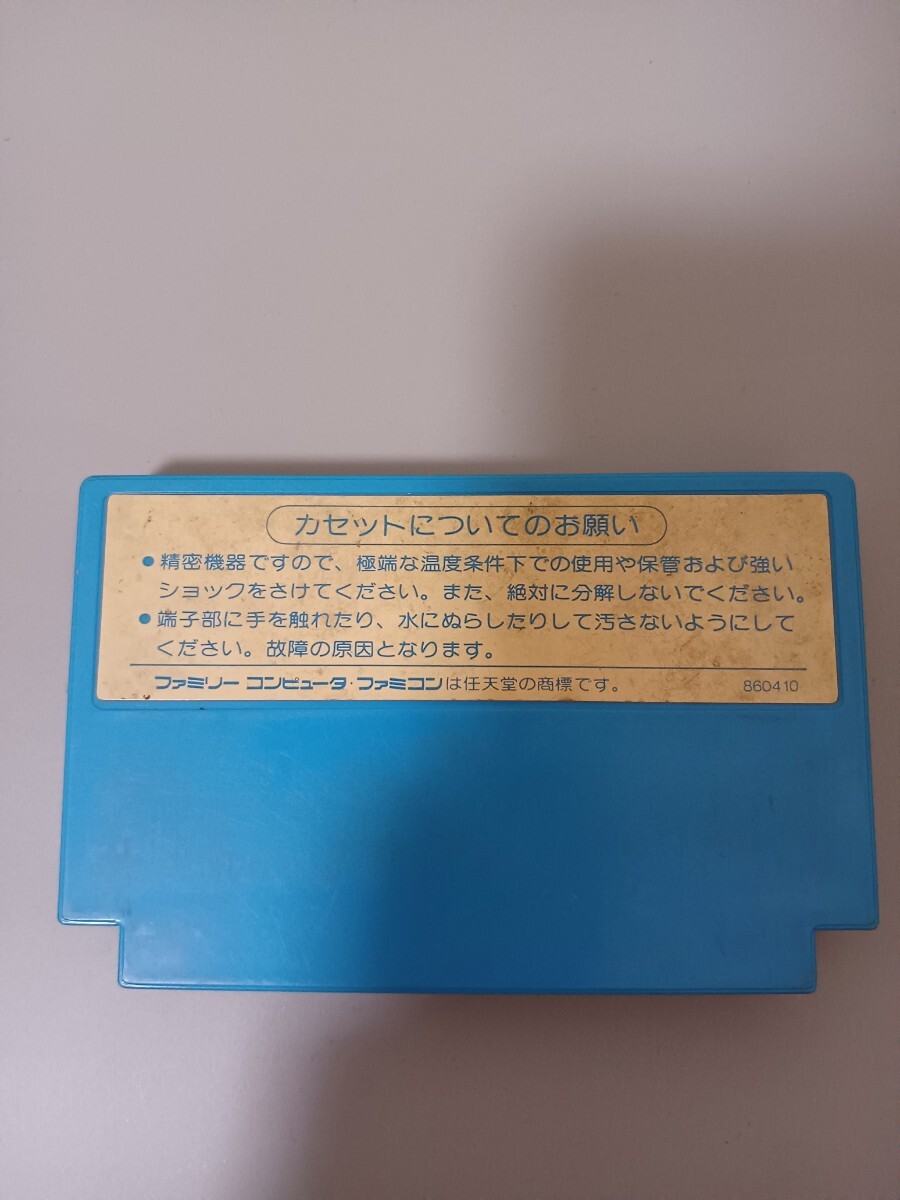 カセットについてのお願い
●精密機器ですので、極端な温度条件下での使用や保管および強い
ショックをさけてください。また、絶対に分解しないでください。
●端子部に手を触れたり、水にぬらしたりして汚さないようにして
ください。故障の原因となります。
ファミリー コンピュータ・ファミコンは任天堂の商標です。 860410